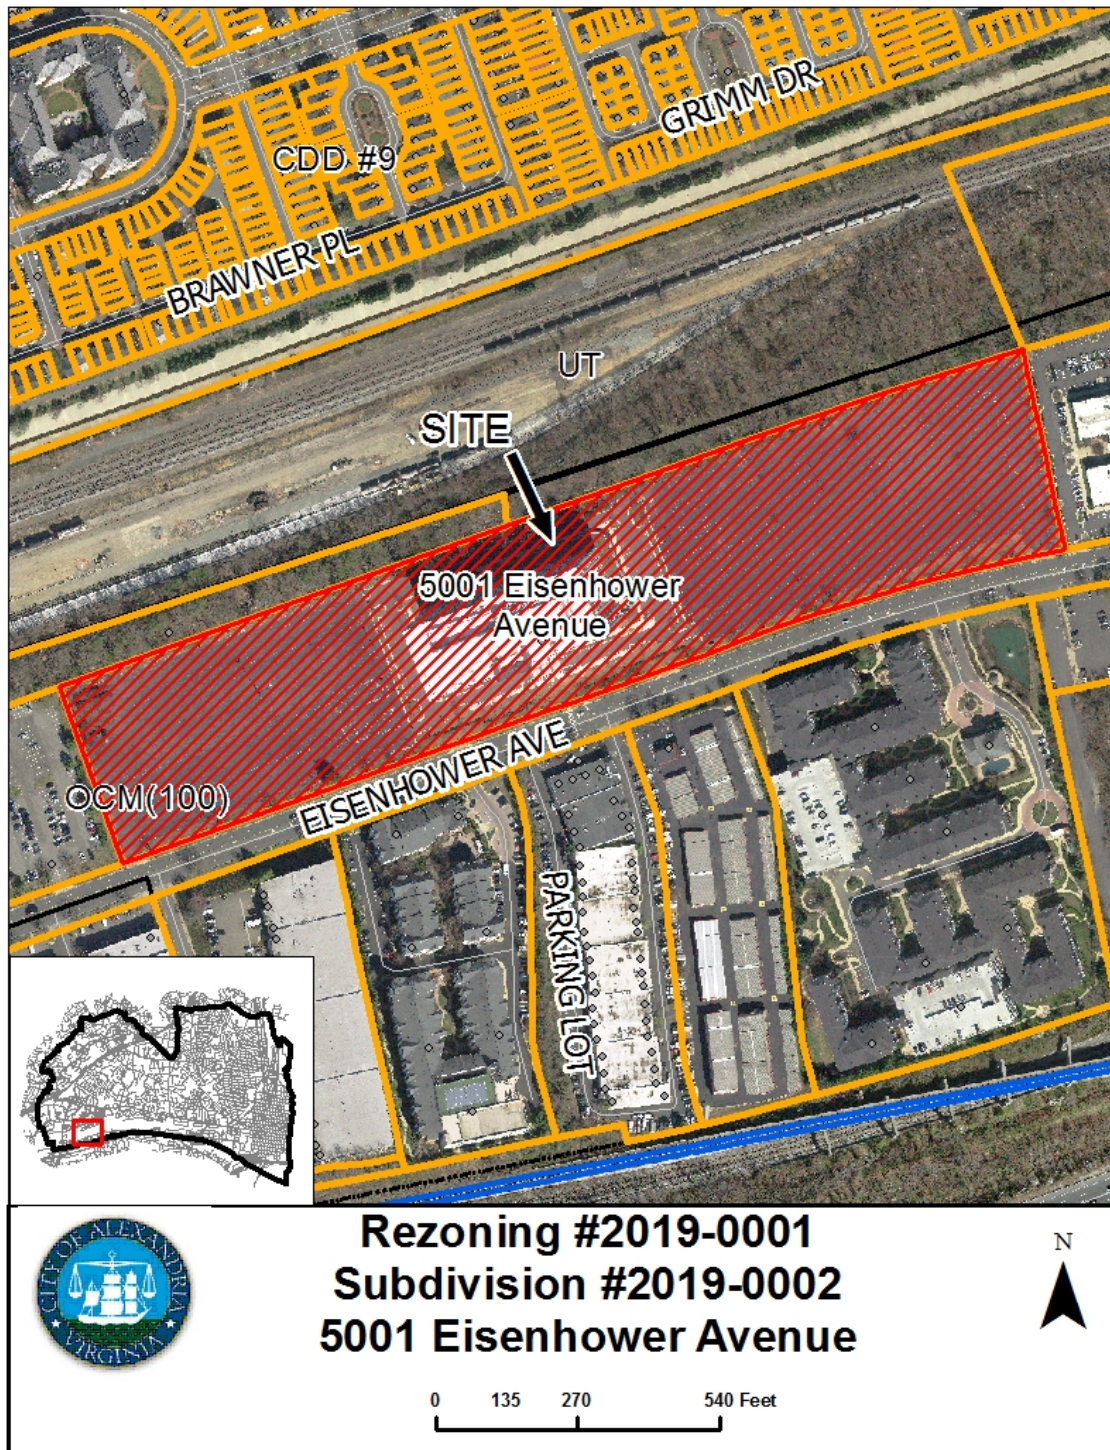 GRIMM DR
CDD #9
BRAWNER PL
UT
SITE
5001 Eisenhower
Avenue
OCM(100)
EISENHOWER AVE
PARKING LOT
Rezoning #2019-0001
Subdivision #2019-0002
5001 Eisenhower Avenue
CITY OF ALEXANDRIA
VIRGINIA
N
0 135 270 540 Feet